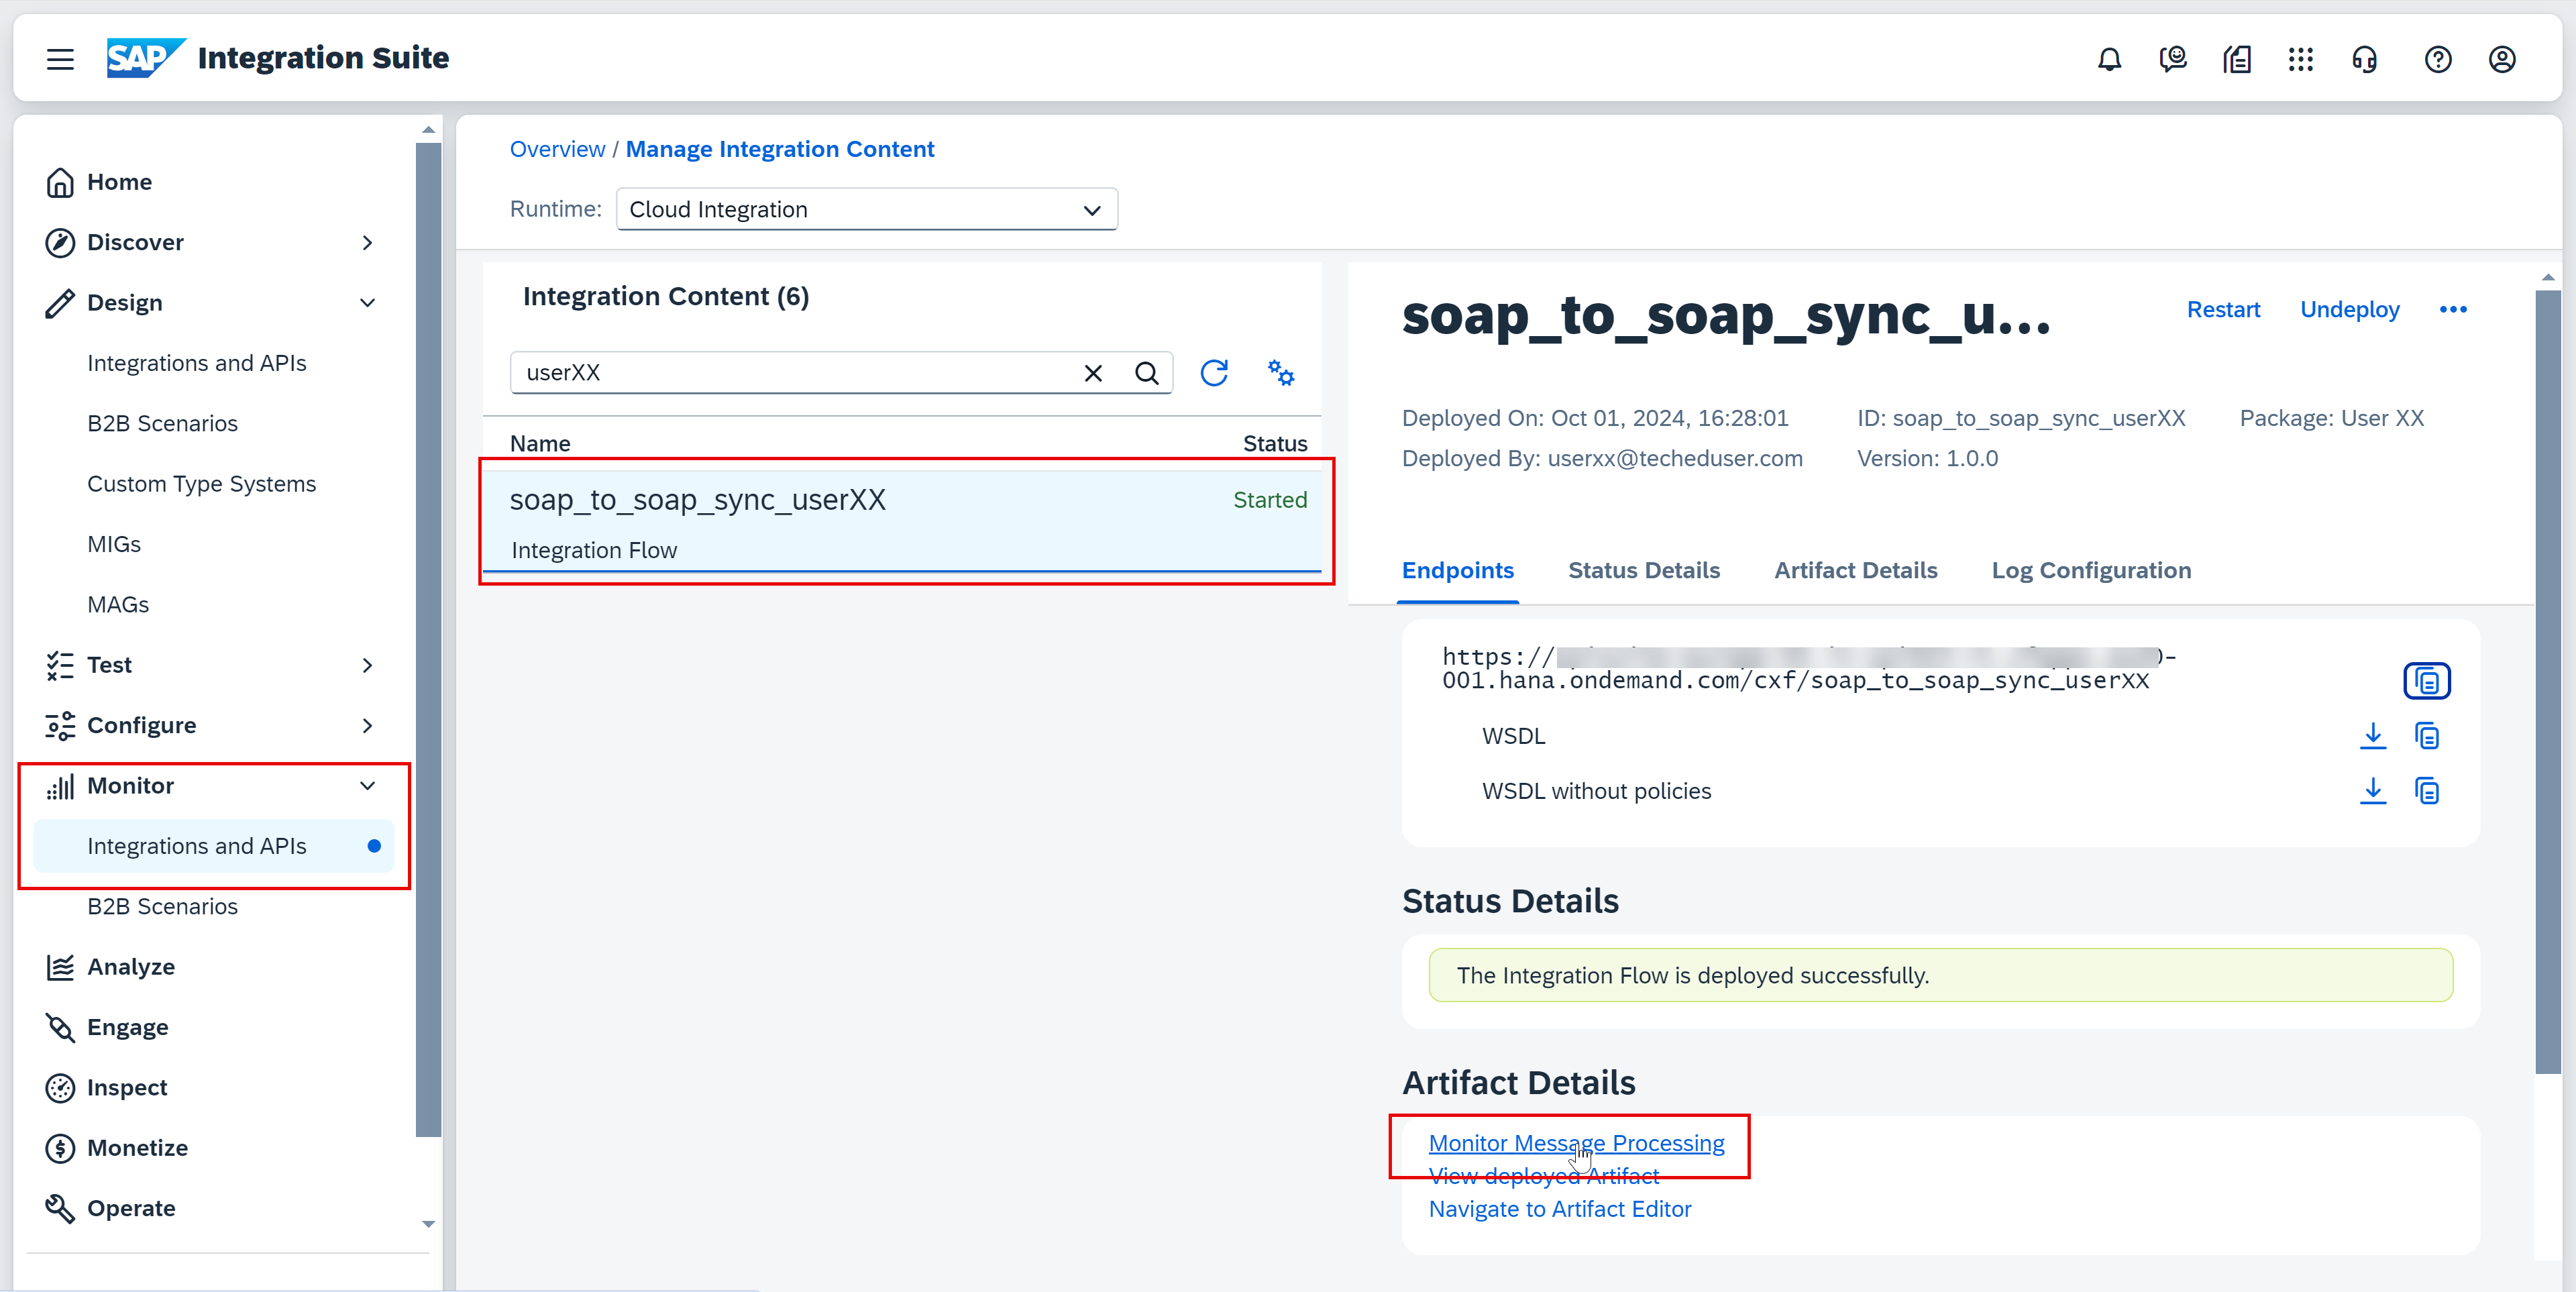 SAP Integration Suite
Home
Discover
Design
Integrations and APIs
B2B Scenarios
Custom Type Systems
MIGs
MAGs
Test
Configure
Monitor
Integrations and APIs
B2B Scenarios
Analyze
Engage
Inspect
Monetize
Operate
Overview / Manage Integration Content
Runtime: Cloud Integration
Integration Content (6)
userXX
Name Status
soap_to_soap_sync_userXX Started
Integration Flow
soap_to_soap_sync_u...
Restart Undeploy
Deployed On: Oct 01, 2024, 16:28:01 ID: soap_to_soap_sync_userXX Package: User XX
Deployed By: userxx@techeduser.com Version: 1.0.0
Endpoints Status Details Artifact Details Log Configuration
https://
001.hana.ondemand.com/cxf/soap_to_soap_sync_userXX
WSDL
WSDL without policies
Status Details
The Integration Flow is deployed successfully.
Artifact Details
Monitor Message Processing
View deployed Artifact
Navigate to Artifact Editor